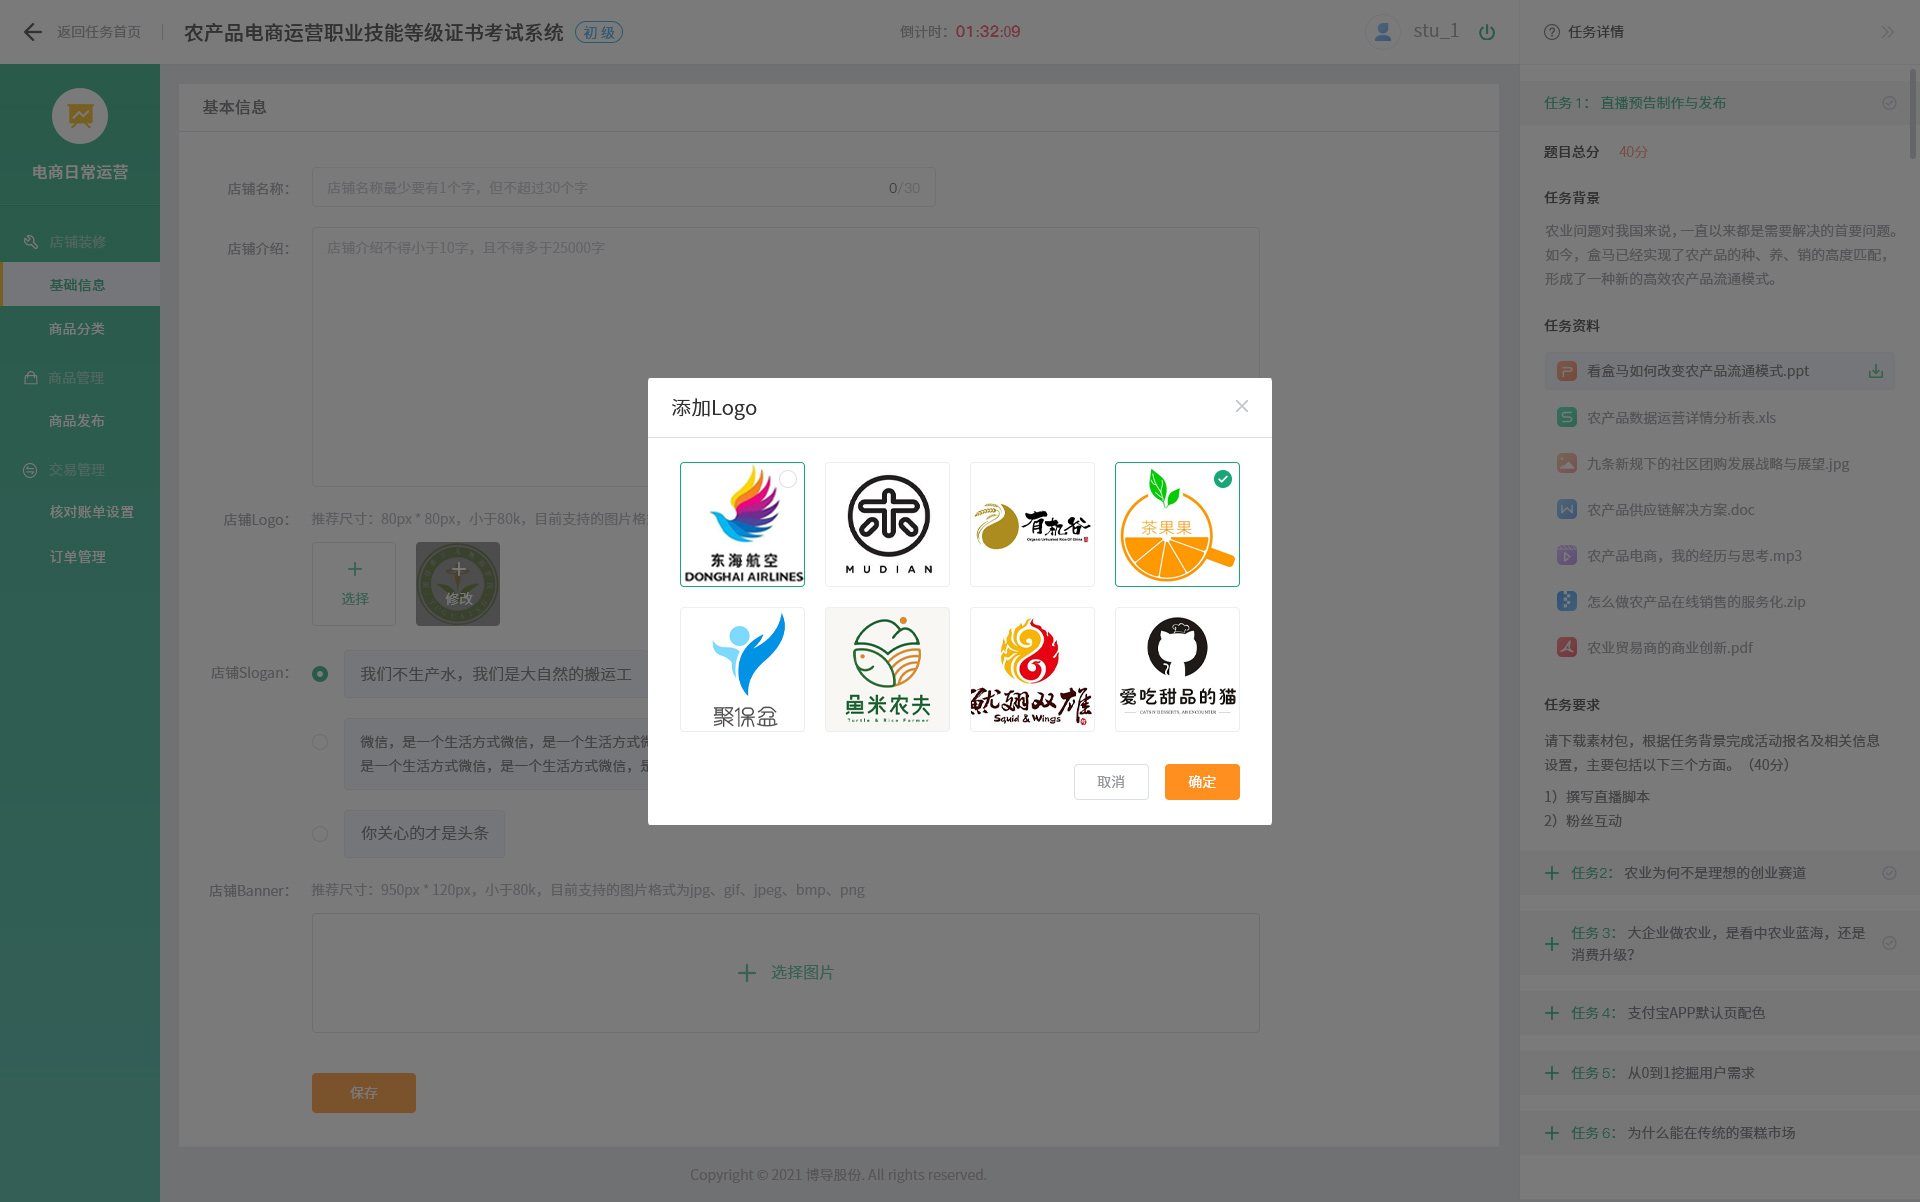 返回任务首页
农产品电商运营职业技能等级证书考试系统
初 级
倒计时：01:32:09
stu_1
任务详情
电商日常运营
店铺装修
基础信息
商品分类
商品管理
商品发布
交易管理
核对账单设置
订单管理
基本信息
店铺名称：
店铺名称最少要有1个字，但不超过30个字
0/30
店铺介绍：
店铺介绍不得小于10字，且不得多于25000字
店铺Logo：
推荐尺寸：80px * 80px，小于80k，目前支持的图片格
选择
修改
店铺Slogan：
我们不生产水，我们是大自然的搬运工
微信，是一个生活方式微信，是一个生活方式
是一个生活方式微信，是一个生活方式微信，
你关心的才是头条
店铺Banner：
推荐尺寸：950px * 120px，小于80k，目前支持的图片格式为jpg、gif、jpeg、bmp、png
选择图片
保存
Copyright © 2021 博导股份. All rights reserved.
添加Logo
东海航空
DONGHAI AIRLINES
MUDIAN
有机谷
茶果果
聚保盆
鱼米农夫
Turtle & Rice Farmer
鱿翅双雄
Squid & Wings
爱吃甜品的猫
取消
确定
任务 1： 直播预告制作与发布
题目总分 40分
任务背景
农业问题对我国来说，一直以来都是需要解决的首要问题。
如今，盒马已经实现了农产品的种、养、销的高度匹配，
形成了一种新的高效农产品流通模式。
任务资料
看盒马如何改变农产品流通模式.ppt
农产品数据运营详情分析表.xls
九条新规下的社区团购发展战略与展望.jpg
农产品供应链解决方案.doc
农产品电商，我的经历与思考.mp3
怎么做农产品在线销售的服务化.zip
农业贸易商的商业创新.pdf
任务要求
请下载素材包，根据任务背景完成活动报名及相关信息
设置，主要包括以下三个方面。（40分）
1）撰写直播脚本
2）粉丝互动
任务2： 农业为何不是理想的创业赛道
任务 3： 大企业做农业，是看中农业蓝海，还是
消费升级？
任务 4： 支付宝APP默认页配色
任务 5： 从0到1挖掘用户需求
任务 6： 为什么能在传统的蛋糕市场